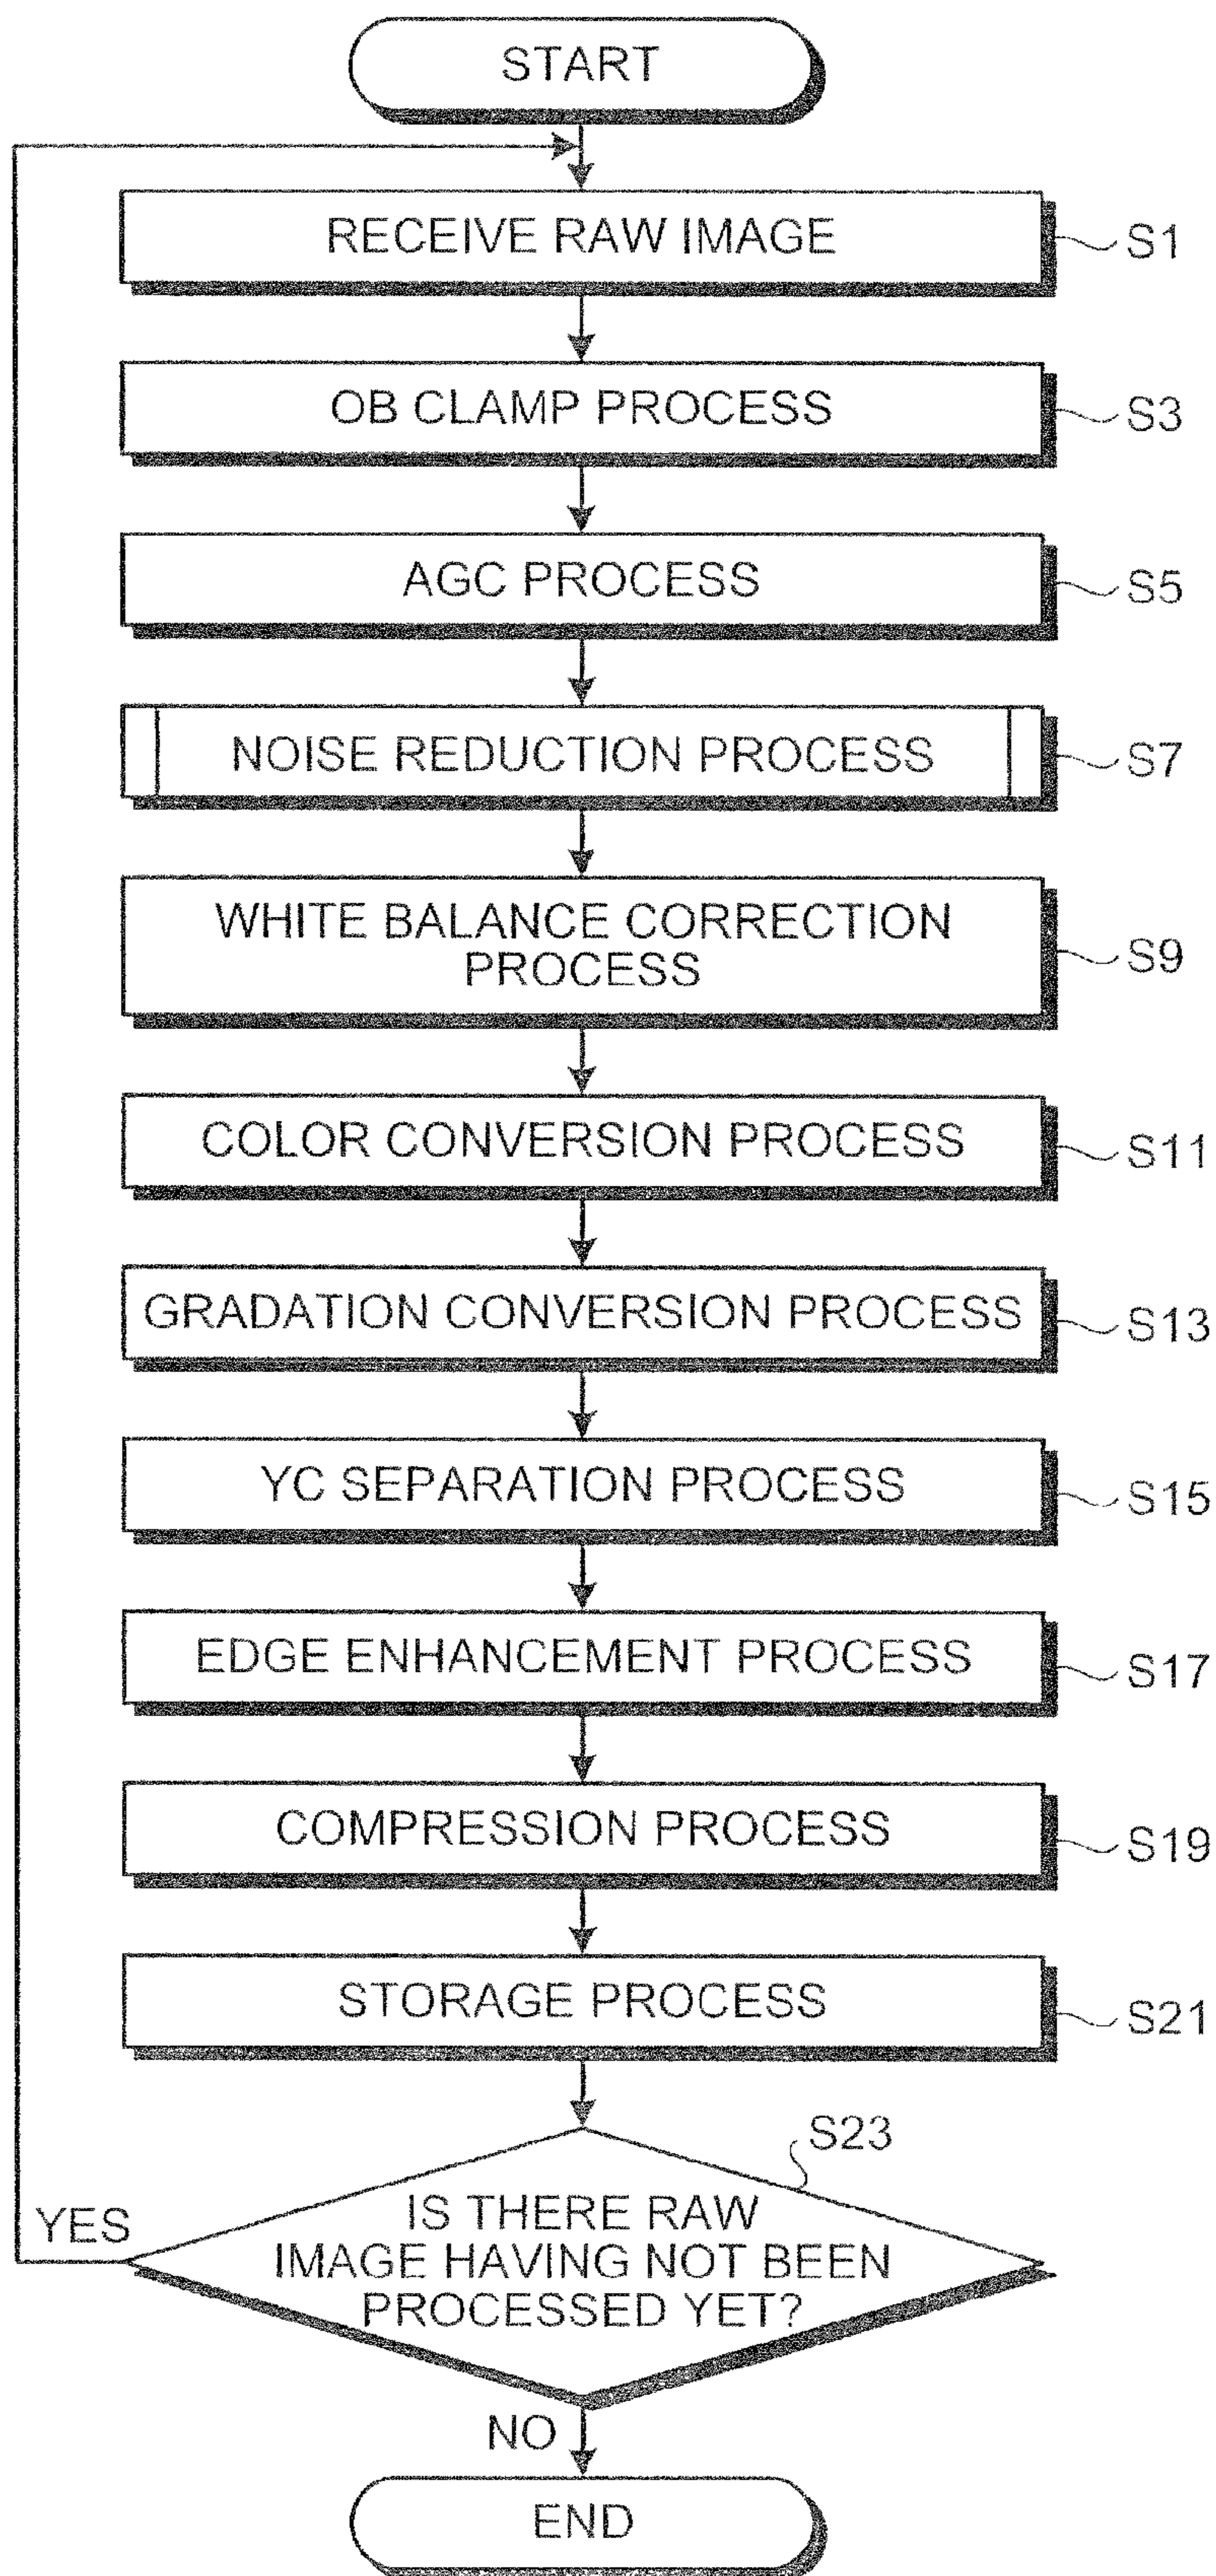 START
RECEIVE RAW IMAGE
S1
OB CLAMP PROCESS
S3
AGC PROCESS
S5
NOISE REDUCTION PROCESS
S7
WHITE BALANCE CORRECTION
PROCESS
S9
COLOR CONVERSION PROCESS
S11
GRADATION CONVERSION PROCESS
S13
YC SEPARATION PROCESS
S15
EDGE ENHANCEMENT PROCESS
S17
COMPRESSION PROCESS
S19
STORAGE PROCESS
S21
S23
IS THERE RAW
IMAGE HAVING NOT BEEN
PROCESSED YET?
YES
NO
END